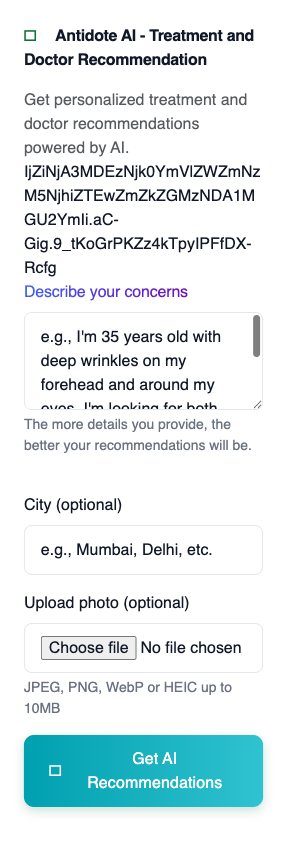 Antidote AI - Treatment and
Doctor Recommendation
Get personalized treatment and
doctor recommendations
powered by AI.
IjZiNjA3MDEzNjk0YmVlZWZmNz
M5NjhiZTEwZmZkZGMzNDA1M
GU2YmIi.aC-
Gig.9_tKoGrPKZz4kTpyIPFfDX-
Rcfg
Describe your concerns
e.g., I'm 35 years old with
deep wrinkles on my
forehead and around my
eyes. I'm looking for both
The more details you provide, the
better your recommendations will be.
City (optional)
e.g., Mumbai, Delhi, etc.
Upload photo (optional)
Choose file No file chosen
JPEG, PNG, WebP or HEIC up to
10MB
Get AI
Recommendations